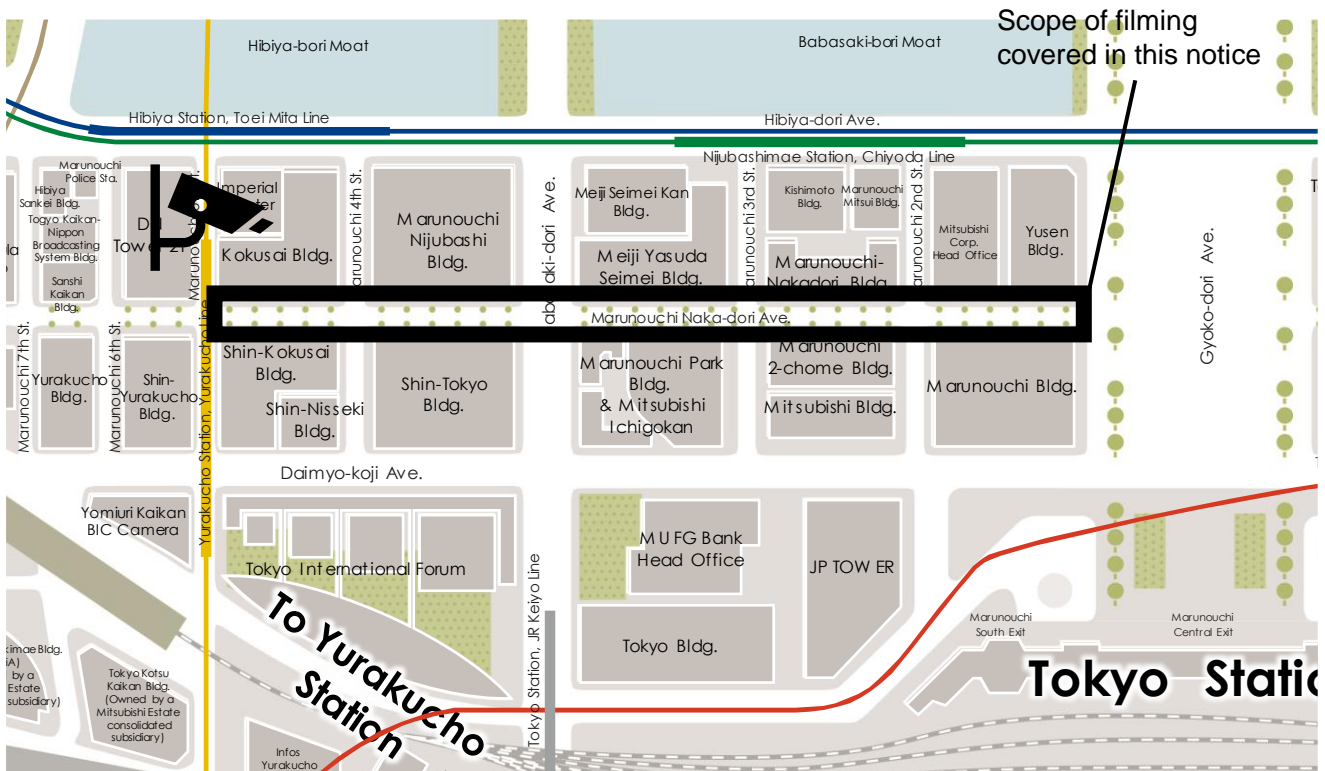 Scope of filming
covered in this notice
Hibiya-bori Moat
Babasaki-bori Moat
Hibiya Station, Toei Mita Line
Hibiya-dori Ave.
Nijubashimae Station, Chiyoda Line
Marunouchi
Police Sta.
Hibiya
Sankei Bldg.
Togyo Kaikan-
Nippon
Broadcasting
System Bldg.
Sanshi
Kaikan
Bldg.
Imperial
Kokusai Bldg.
Marunouchi 4th St.
Marunouchi
Nijubashi
Bldg.
Meiji Seimei Kan
Bldg.
Meiji Yasuda
Seimei Bldg.
Marunouchi 3rd St.
Kishimoto
Bldg.
Marunouchi
Mitsui Bldg.
Marunouchi-
Nakadori Bldg.
Marunouchi 2nd St.
Mitsubishi
Corp.
Head Office
Yusen
Bldg.
Gyoko-dori Ave.
Marunouchi Naka-dori Ave.
Marunouchi 7th St.
Yurakucho
Bldg.
Marunouchi 6th St.
Shin-
Yurakucho
Bldg.
Yurakucho Station, Yurakucho Line
Shin-Kokusai
Bldg.
Shin-Nisseki
Bldg.
Shin-Tokyo
Bldg.
Marunouchi Park
Bldg.
& Mitsubishi
Ichigokan
Marunouchi
2-chome Bldg.
Mitsubishi Bldg.
Marunouchi Bldg.
Daimyo-koji Ave.
Yomiuri Kaikan
BIC Camera
Tokyo International Forum
MUFG Bank
Head Office
JP TOWER
Tokyo Bldg.
Tokyo Station, JR Keiyo Line
To Yurakucho
Station
Marunouchi
South Exit
Marunouchi
Central Exit
Tokyo
by a
Estate
subsidiary)
Tokyo Kotsu
Kaikan Bldg.
(Owned by a
Mitsubishi Estate
consolidated
subsidiary)
Infos
Yurakucho